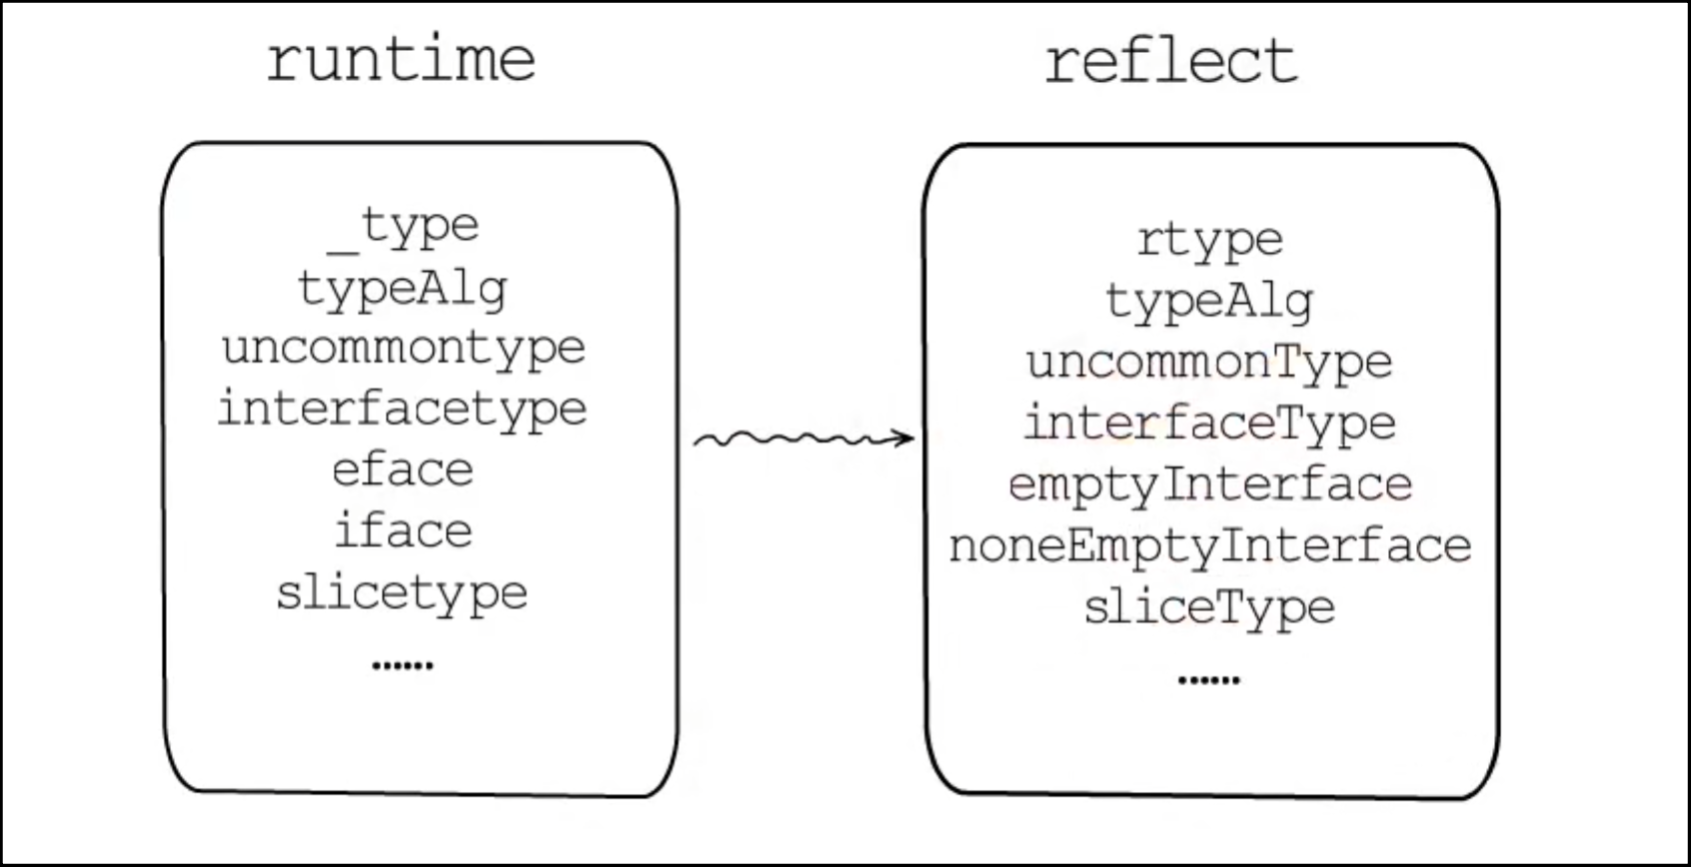 runtime
_type
typeAlg
uncommontype
interfacetype
eface
iface
slicetype
......
reflect
rtype
typeAlg
uncommonType
interfaceType
emptyInterface
noneEmptyInterface
sliceType
......